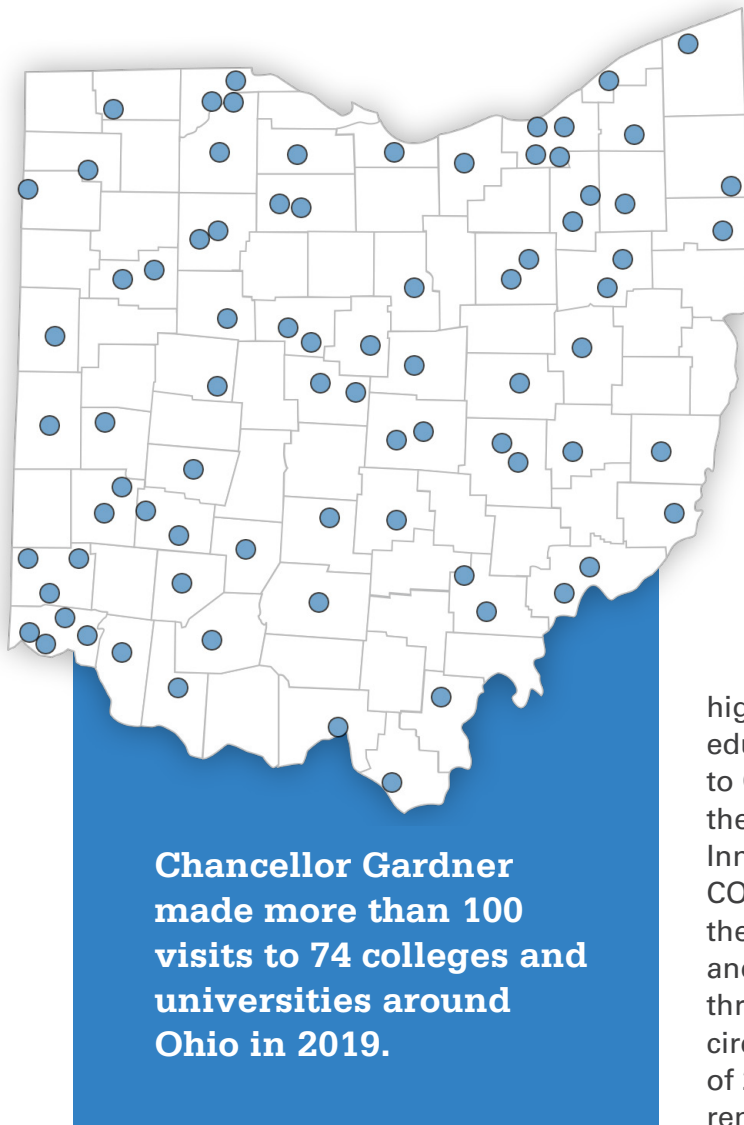 Chancellor Gardner
made more than 100
visits to 74 colleges and
universities around
Ohio in 2019.
hig
edu
to
the
Inn
CO
the
and
thr
circ
of 2